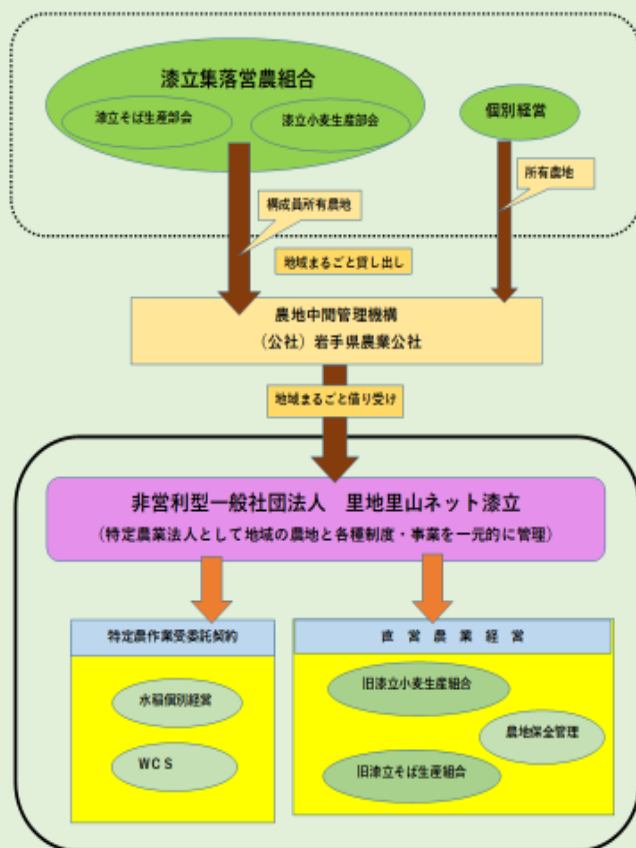 漆立集落営農組合
漆立そば生産部会
漆立小麦生産部会
個別経営
所有農地
構成員所有農地
地域まるごと貸し出し
農地中間管理機構
（公社）岩手県農業公社
地域まるごと借り受け
非営利型一般社団法人　里地里山ネット漆立
（特定農業法人として地域の農地と各種制度・事業を一元的に管理）
特定農作業受委託契約
水稲個別経営
ＷＣＳ
直　営　農　業　経　営
旧漆立小麦生産組合
農地保全管理
旧漆立そば生産組合